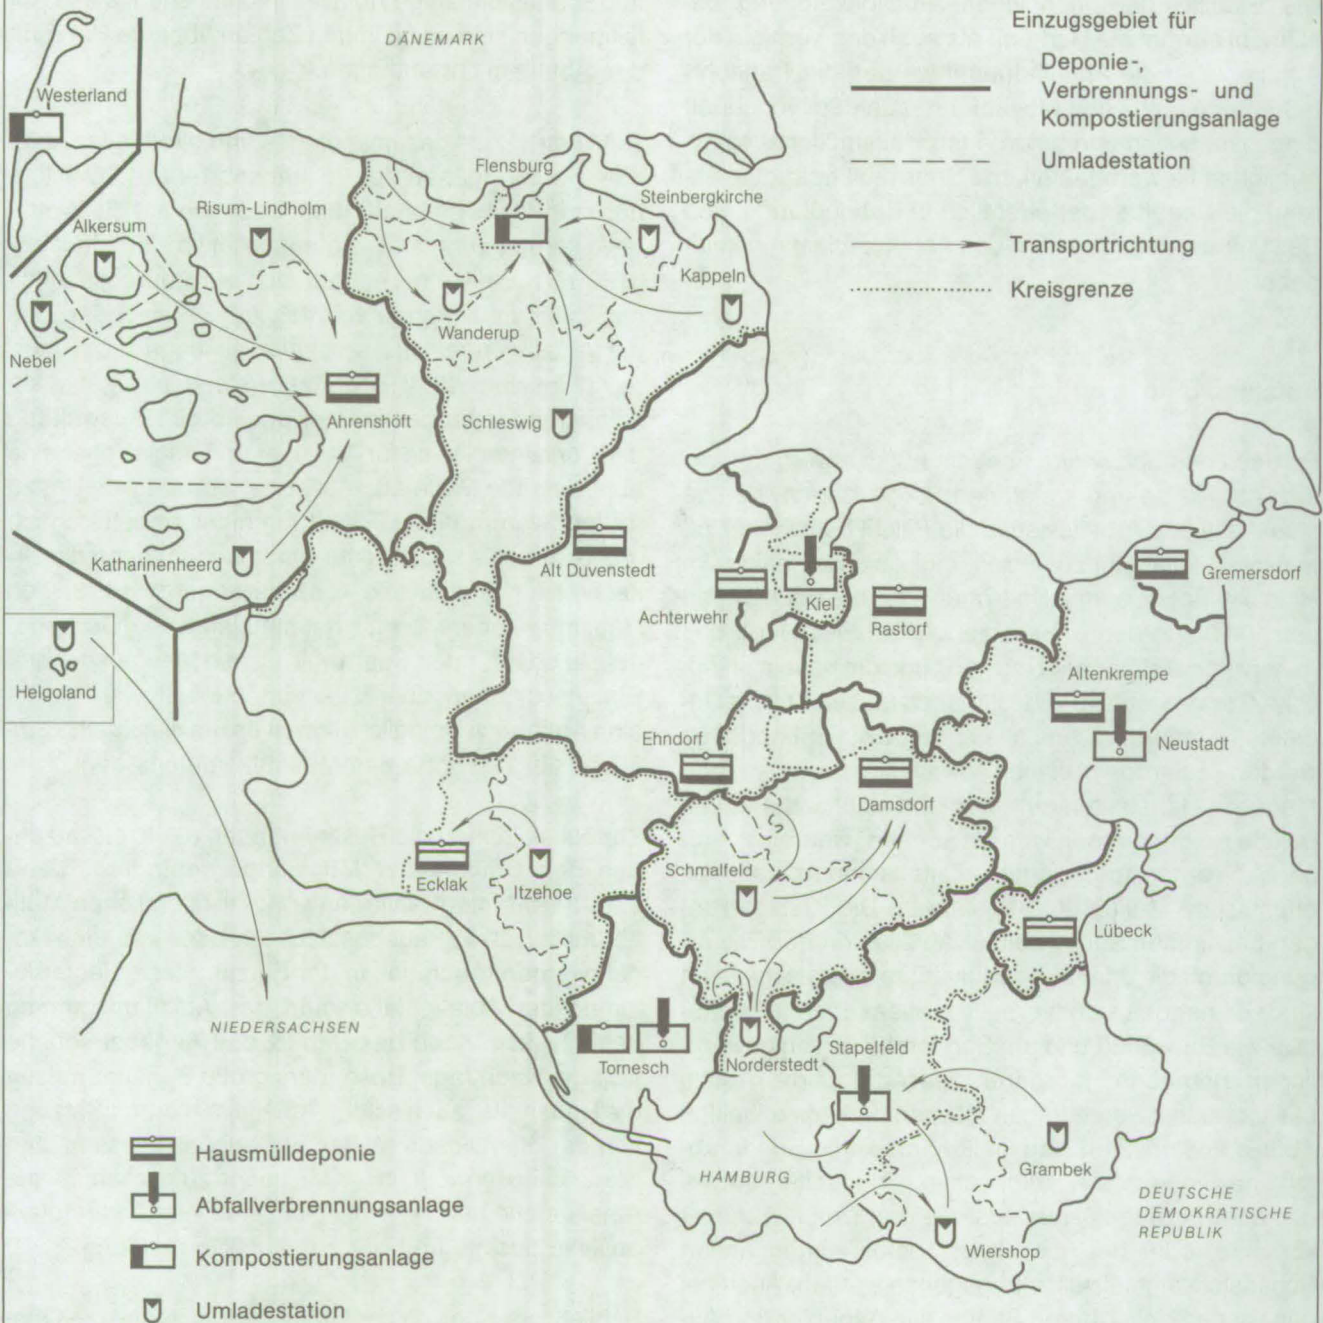 DÄNEMARK
Einzugsgebiet für
Deponie-,
Verbrennungs- und
Kompostierungsanlage
Umladestation
Transportrichtung
Kreisgrenze
Westerland
Flensburg
Steinbergkirche
Risum-Lindholm
Alkersum
Kappeln
Wanderup
Nebel
Ahrenshöft
Schleswig
Katharinenheerd
Alt Duvenstedt
Gremersdorf
Achterwehr
Kiel
Rastorf
Helgoland
Altenkrempe
Neustadt
Ehndorf
Damsdorf
Schmalfeld
Ecklak
Itzehoe
Lübeck
NIEDERSACHSEN
Tornesch
Norderstedt
Stapelfeld
Grambek
HAMBURG
Wiershop
DEUTSCHE
DEMOKRATISCHE
REPUBLIK
Hausmülldeponie
Abfallverbrennungsanlage
Kompostierungsanlage
Umladestation